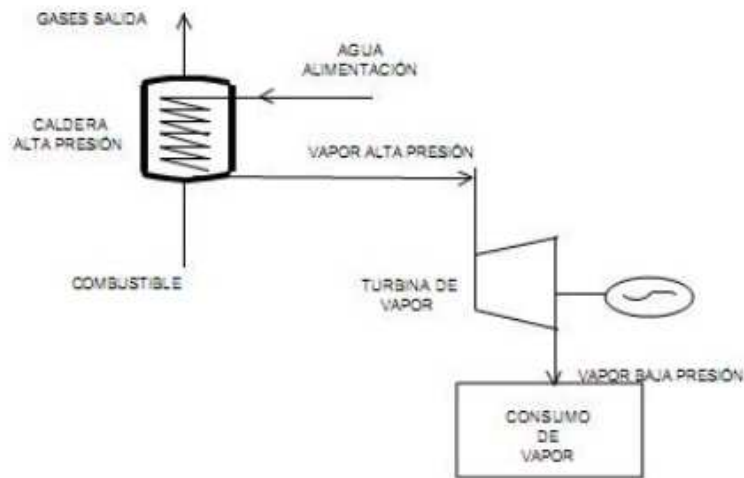 GASES SALIDA
AGUA
ALIMENTACIÓN
CALDERA
ALTA PRESIÓN
VAPOR ALTA PRESIÓN
COMBUSTIBLE
TURBINA DE
VAPOR
VAPOR BAJA PRESIÓN
CONSUMO
DE
VAPOR